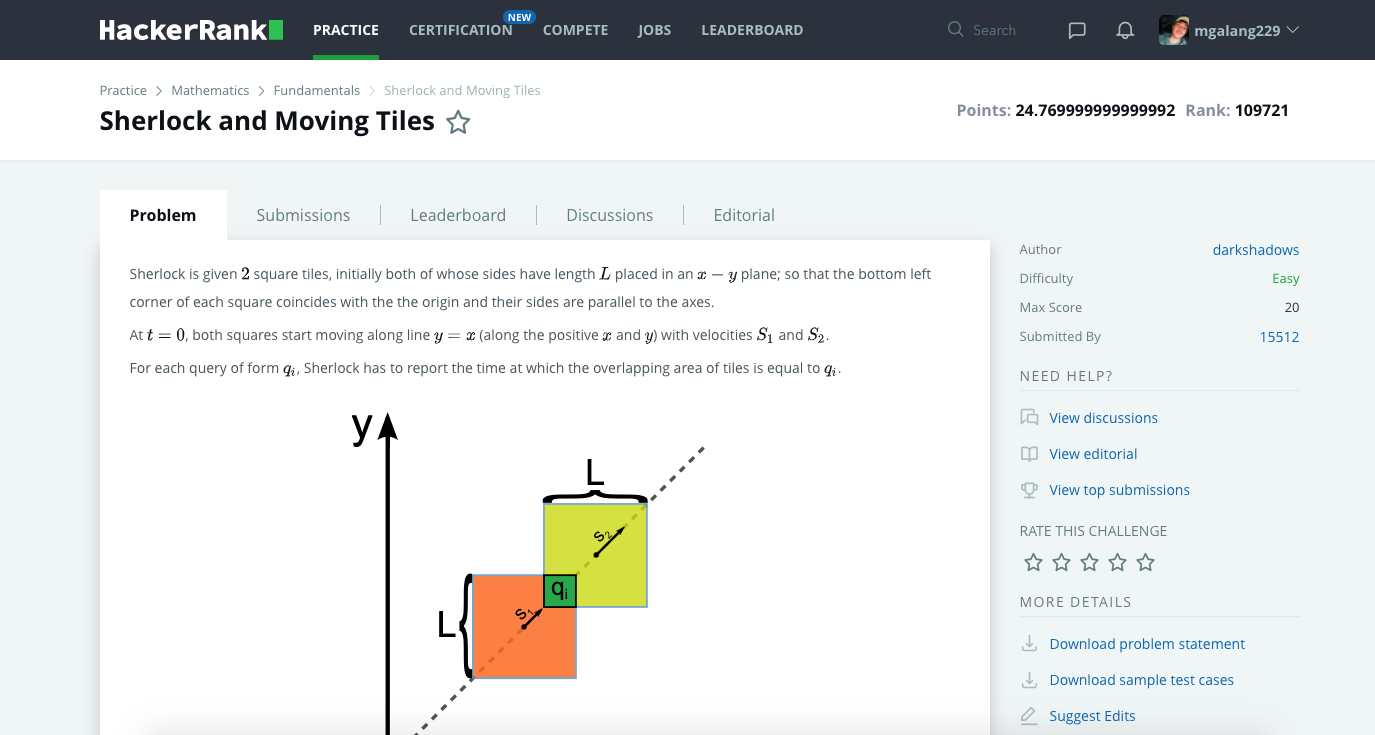 HackerRank PRACTICE CERTIFICATION NEW COMPETE JOBS LEADERBOARD Search mgalang229
Practice > Mathematics > Fundamentals > Sherlock and Moving Tiles
Sherlock and Moving Tiles
Points: 24.769999999999992 Rank: 109721
Problem Submissions Leaderboard Discussions Editorial
Sherlock is given 2 square tiles, initially both of whose sides have length L placed in an x − y plane; so that the bottom left
corner of each square coincides with the the origin and their sides are parallel to the axes.
At t = 0, both squares start moving along line y = x (along the positive x and y) with velocities S₁ and S₂.
For each query of form qᵢ, Sherlock has to report the time at which the overlapping area of tiles is equal to qᵢ.
y
L
S₂
qᵢ
L
S₁
Author darkshadows
Difficulty Easy
Max Score 20
Submitted By 15512
NEED HELP?
View discussions
View editorial
View top submissions
RATE THIS CHALLENGE
MORE DETAILS
Download problem statement
Download sample test cases
Suggest Edits